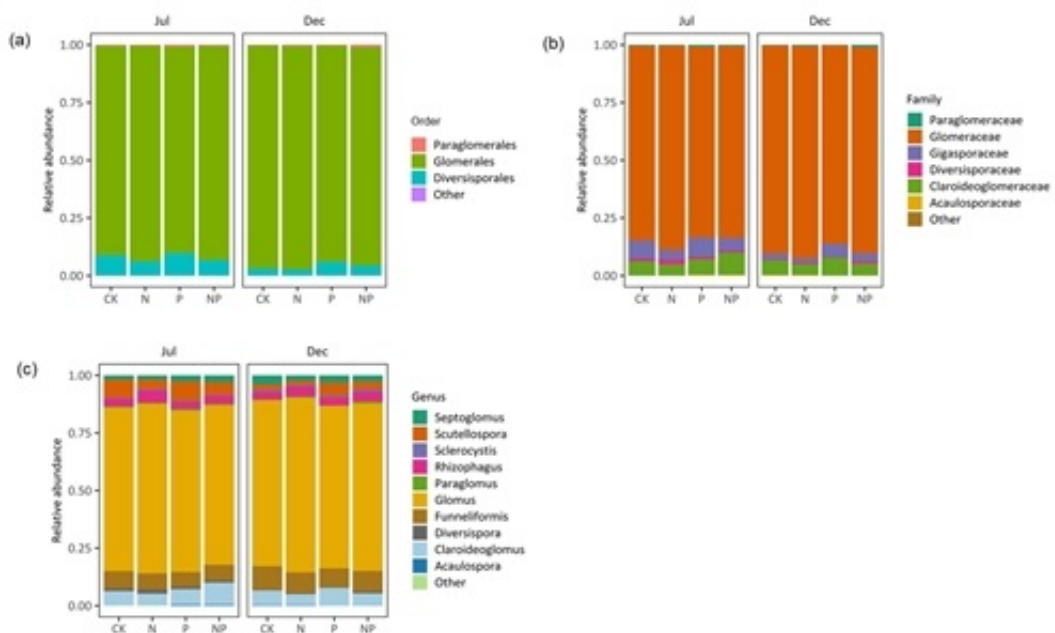 (a)
Jul Dec
Relative abundance
1.00
0.75
0.50
0.25
0.00
CK N P NP CK N P NP
Order
Paraglomerales
Glomerales
Diversisporales
Other
(b)
Jul Dec
Relative abundance
1.00
0.75
0.50
0.25
0.00
CK N P NP CK N P NP
Family
Paraglomeraceae
Glomeraceae
Gigasporaceae
Diversisporaceae
Claroideoglomeraceae
Acaulosporaceae
Other
(c)
Jul Dec
Relative abundance
1.00
0.75
0.50
0.25
0.00
CK N P NP CK N P NP
Genus
Septoglomus
Scutellospora
Sclerocystis
Rhizophagus
Paraglomus
Glomus
Funneliformis
Diversispora
Claroideoglomus
Acaulospora
Other